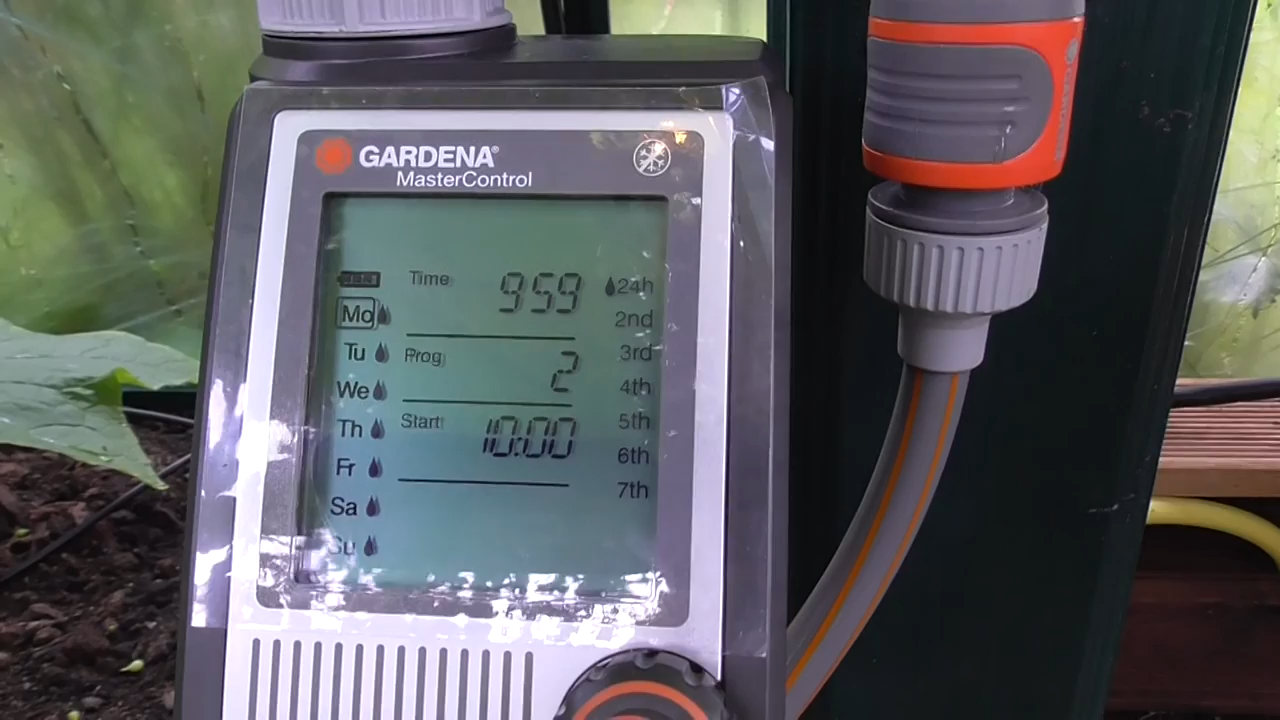 GARDENA®
MasterControl
Time 9:59 24h
Mo 2nd
Tu Prog 2 3rd
We 4th
Th Start 10:00 5th
Fr 6th
Sa 7th
Su